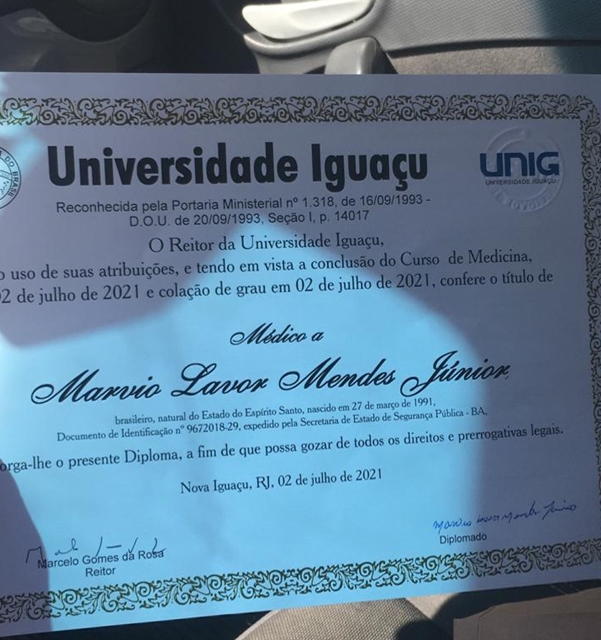 Universidade Iguaçu
UNIG
UNIVERSIDADE IGUAÇU
Reconhecida pela Portaria Ministerial nº 1.318, de 16/09/1993 -
D.O.U. de 20/09/1993, Seção I, p. 14017
O Reitor da Universidade Iguaçu,
o uso de suas atribuições, e tendo em vista a conclusão do Curso de Medicina,
02 de julho de 2021 e colação de grau em 02 de julho de 2021, confere o título de
Médico a
Marvio Lavor Mendes Júnior,
brasileiro, natural do Estado do Espírito Santo, nascido em 27 de março de 1991,
Documento de Identificação nº 9672018-29, expedido pela Secretaria de Estado de Segurança Pública - BA,
orga-lhe o presente Diploma, a fim de que possa gozar de todos os direitos e prerrogativas legais.
Nova Iguaçu, RJ, 02 de julho de 2021
Marcelo Gomes da Rosa
Reitor
Diplomado